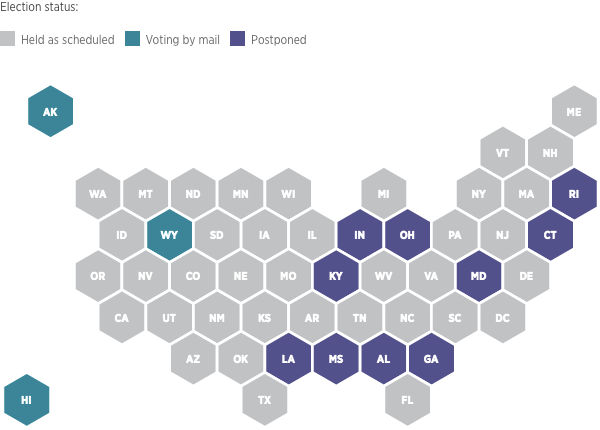 Election status:
Held as scheduled Voting by mail Postponed
AK ME
VT NH
WA MT ND MN WI MI NY MA RI
ID WY SD IA IL IN OH PA NJ CT
OR NV CO NE MO KY WV VA MD DE
CA UT NM KS AR TN NC SC DC
AZ OK LA MS AL GA
HI TX FL